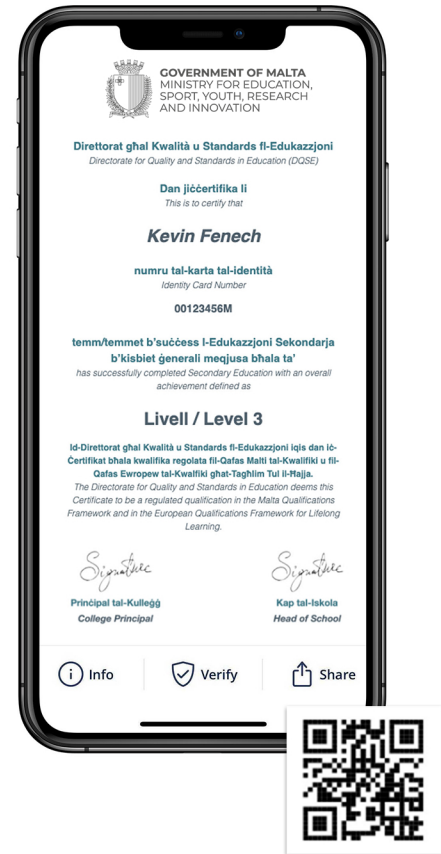 GOVERNMENT OF MALTA
MINISTRY FOR EDUCATION,
SPORT, YOUTH, RESEARCH
AND INNOVATION
Direttorat għal Kwalità u Standards fl-Edukazzjoni
Directorate for Quality and Standards in Education (DQSE)
Dan jiċċertifika li
This is to certify that
Kevin Fenech
numru tal-karta tal-identità
Identity Card Number
00123456M
temm/temmet b'suċċess l-Edukazzjoni Sekondarja
b'kisbiet ġenerali meqjusa bħala ta'
has successfully completed Secondary Education with an overall
achievement defined as
Livell / Level 3
Id-Direttorat għal Kwalità u Standards fl-Edukazzjoni iqis dan iċ-
Ċertifikat bħala kwalifika regolata fil-Qafas Malti tal-Kwalifiki u fil-
Qafas Ewropew tal-Kwalfiki għat-Tagħlim Tul il-Ħajja.
The Directorate for Quality and Standards in Education deems this
Certificate to be a regulated qualification in the Malta Qualifications
Framework and in the European Qualifications Framework for Lifelong
Learning.
Signature Signature
Prinċipal tal-Kulleġġ Kap tal-Iskola
College Principal Head of School
Info Verify Share